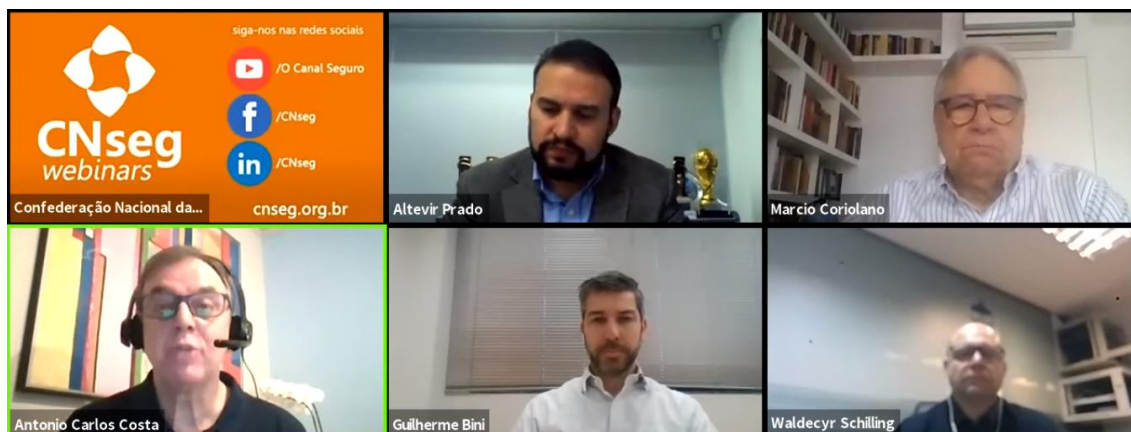 siga-nos nas redes sociais
/O Canal Seguro
CNseg
webinars
/CNseg
in
/CNseg
cnseg.org.br
Confederação Nacional da...
Altevir Prado
Marcio Coriolano
Antonio Carlos Costa
Guilherme Bini
Waldecyr Schilling